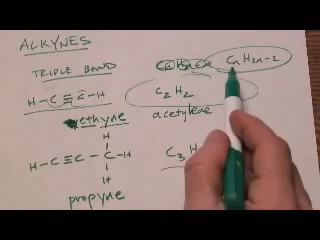 ALKYNES
TRIPLE BOND
CnH2n-2
H-C≡C-H
C2H2
ethyne
acetylene
H
H-C≡C-C-H
H
C3H
propyne